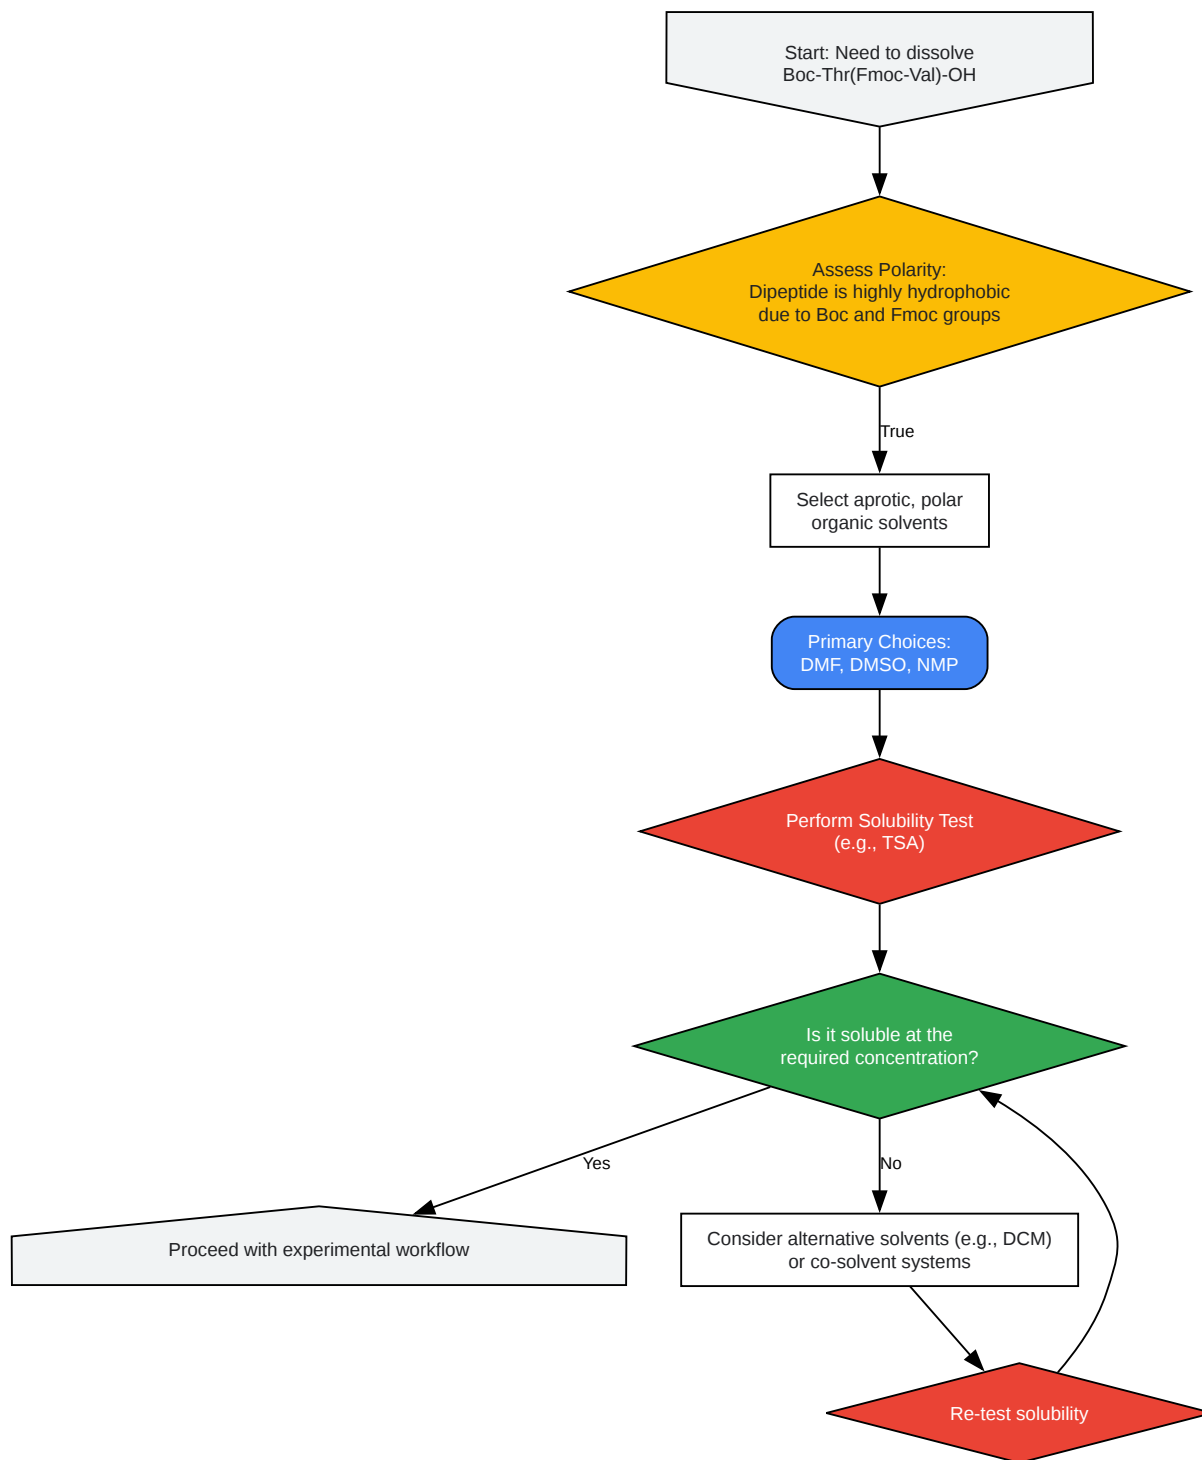 Start: Need to dissolve
Boc-Thr(Fmoc-Val)-OH
Assess Polarity:
Dipeptide is highly hydrophobic
due to Boc and Fmoc groups
True
Select aprotic, polar
organic solvents
Primary Choices:
DMF, DMSO, NMP
Perform Solubility Test
(e.g., TSA)
Is it soluble at the
required concentration?
Yes
No
Proceed with experimental workflow
Consider alternative solvents (e.g., DCM)
or co-solvent systems
Re-test solubility